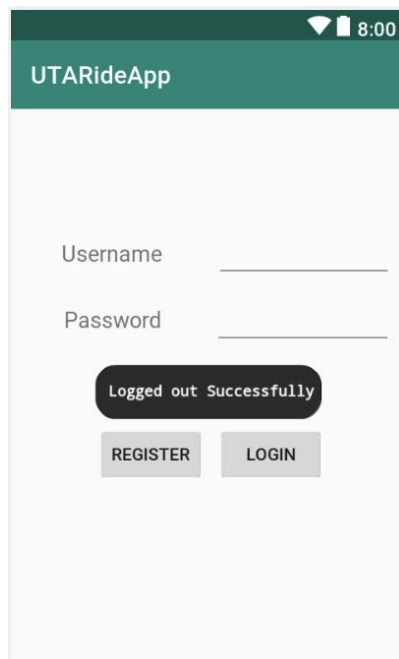 8:00
UTARideApp
Username
Password
Logged out Successfully
REGISTER LOGIN